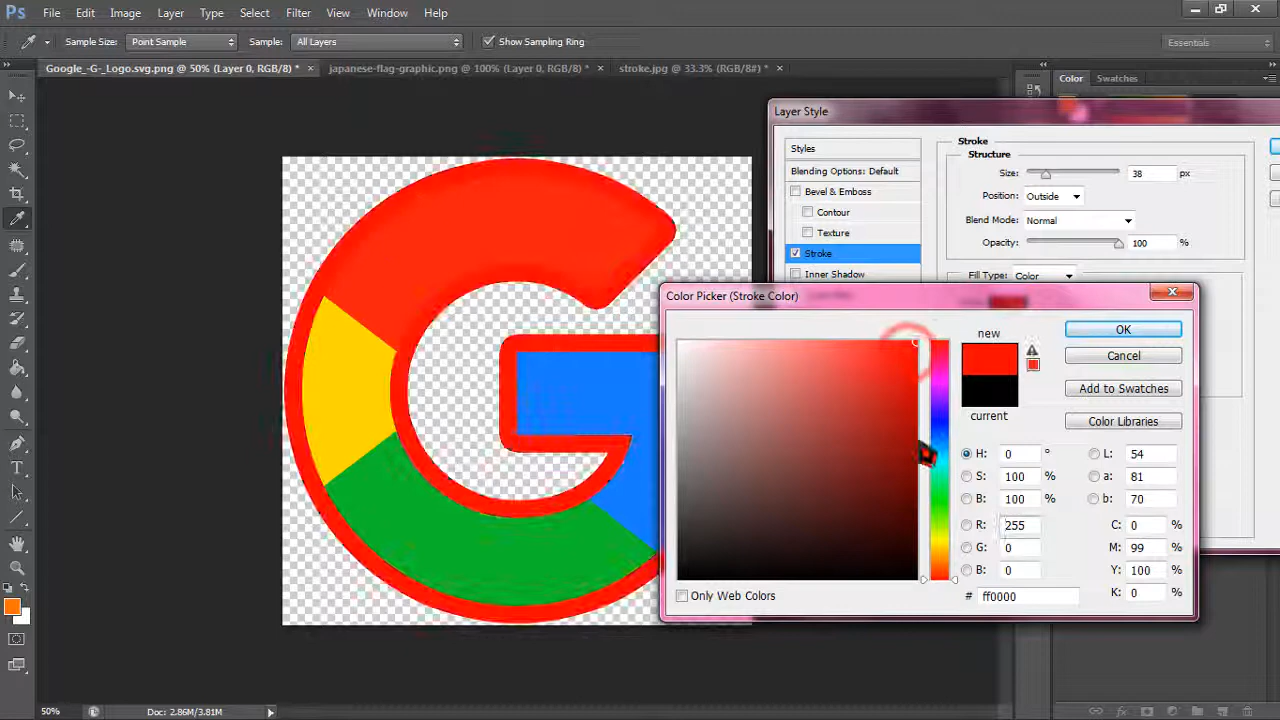 Ps File Edit Image Layer Type Select Filter View Window Help
Sample Size: Point Sample Sample: All Layers Show Sampling Ring Essentials
Google_-G-_Logo.svg.png @ 50% (Layer 0, RGB/8) * × japanese-flag-graphic.png @ 100% (Layer 0, RGB/8) * × stroke.jpg @ 33.3% (RGB/8#) * × Color Swatches
Layer Style
Styles
Blending Options: Default
Bevel & Emboss
Contour
Texture
Stroke
Inner Shadow
Stroke
Structure
Size: 38 px
Position: Outside
Blend Mode: Normal
Opacity: 100 %
Fill Type: Color
Color Picker (Stroke Color)
new
current
OK
Cancel
Add to Swatches
Color Libraries
H: 0 ° L: 54
S: 100 % a: 81
B: 100 % b: 70
R: 255 C: 0 %
G: 0 M: 99 %
B: 0 Y: 100 %
# ff0000 K: 0 %
Only Web Colors
50% Doc: 2.86M/3.81M